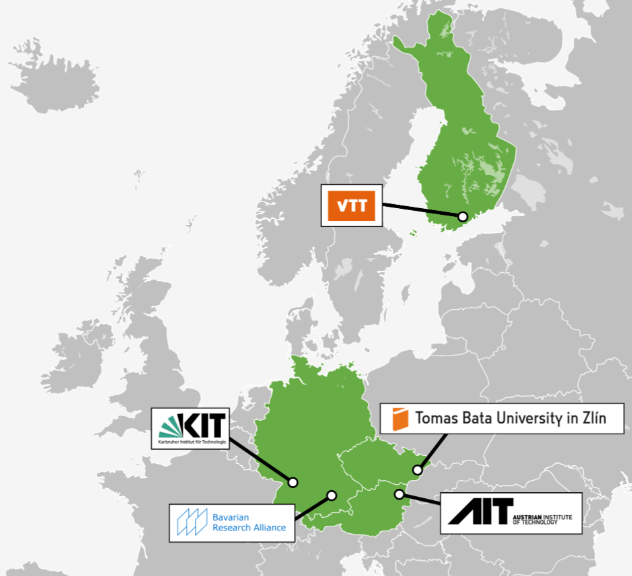 VTT
KIT
Karlsruher Institut für Technologie
Tomas Bata University in Zlín
Bavarian
Research Alliance
AIT
AUSTRIAN INSTITUTE
OF TECHNOLOGY